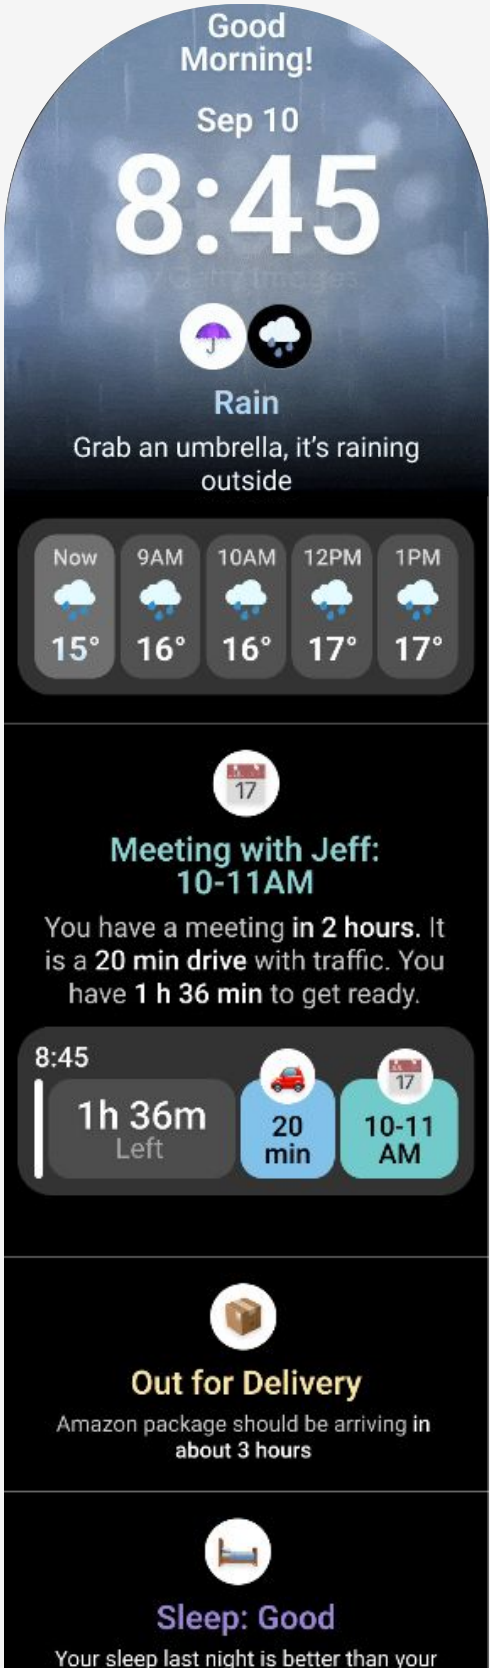 Good
Morning!
Sep 10
8:45
Getty Images
Rain
Grab an umbrella, it's raining
outside
Now 9AM 10AM 12PM 1PM
15° 16° 16° 17° 17°
17
Meeting with Jeff:
10-11AM
You have a meeting in 2 hours. It
is a 20 min drive with traffic. You
have 1 h 36 min to get ready.
8:45
17
1h 36m
Left
20
min
10-11
AM
Out for Delivery
Amazon package should be arriving in
about 3 hours
Sleep: Good
Your sleep last night is better than your